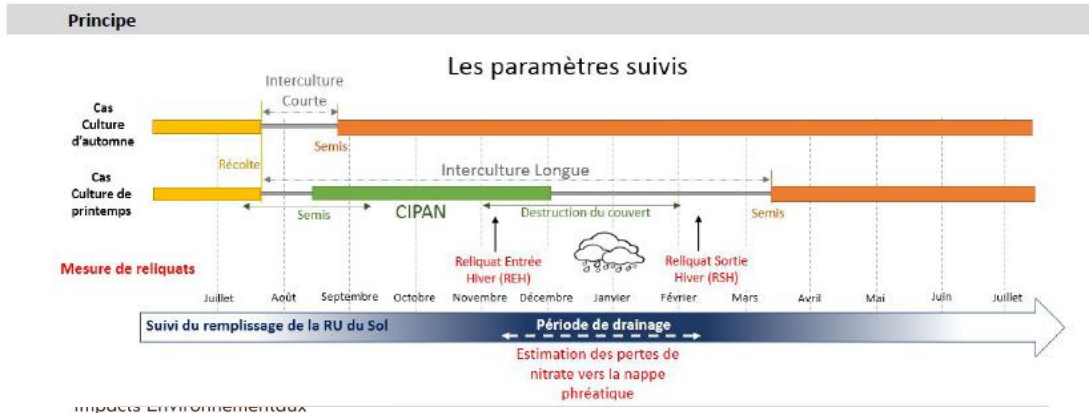 Principe
Les paramètres suivis
Interculture
Courte
Cas
Culture
d'automne
Semis
Récolte
Interculture Longue
Cas
Culture de
printemps
Semis
CIPAN
Destruction du couvert
Semis
Mesure de reliquats
Reliquat Entrée
Hiver (REH)
Reliquat Sortie
Hiver (RSH)
Juillet Août Septembre Octobre Novembre Décembre Janvier Février Mars Avril Mai Juin Juillet
Suivi du remplissage de la RU du Sol
Période de drainage
Estimation des pertes de
nitrate vers la nappe
phréatique
Impacts Environnementaux